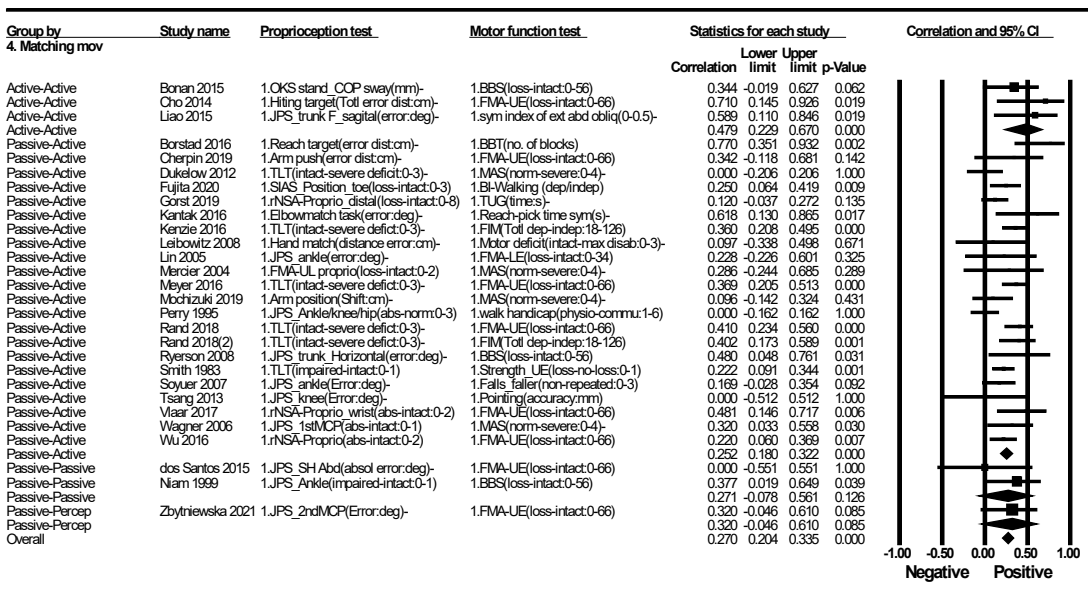 Group by Study name Proprioception test Motor function test Statistics for each study Correlation and 95% CI
4. Matching mov
Lower Upper
Correlation limit limit p-Value
Active-Active Bonan 2015 1.OKS stand_COP sway(mm)- 1.BBS(loss-intact:0-56) 0.344 -0.019 0.627 0.062
Active-Active Cho 2014 1.Hiting target(Totl error dist:cm)- 1.FMA-UE(loss-intact:0-66) 0.710 0.145 0.926 0.019
Active-Active Liao 2015 1.JPS_trunk F_sagital(error:deg)- 1.sym index of ext abd obliq(0-0.5)- 0.589 0.110 0.846 0.019
Active-Active 0.479 0.229 0.670 0.000
Passive-Active Borstad 2016 1.Reach target(error dist:cm)- 1.BBT(no. of blocks) 0.770 0.351 0.932 0.002
Passive-Active Cherpin 2019 1.Arm push(error dist:cm)- 1.FMA-UE(loss-intact:0-66) 0.342 -0.118 0.681 0.142
Passive-Active Dukelow 2012 1.TLT(intact-severe deficit:0-3)- 1.MAS(norm-severe:0-4)- 0.000 -0.206 0.206 1.000
Passive-Active Fujita 2020 1.SIAS_Position_toe(loss-intact:0-3) 1.BI-Walking (dep/indep) 0.250 0.064 0.419 0.009
Passive-Active Gorst 2019 1.rNSA-Proprio_distal(loss-intact:0-8) 1.TUG(time:s)- 0.120 -0.037 0.272 0.135
Passive-Active Kantak 2016 1.Elbowmatch task(error:deg)- 1.Reach-pick time sym(s)- 0.618 0.130 0.865 0.017
Passive-Active Kenzie 2016 1.TLT(intact-severe defict:0-3)- 1.FIM(Totl dep-indep:18-126) 0.360 0.208 0.495 0.000
Passive-Active Leibowitz 2008 1.Hand match(distance error:cm)- 1.Motor deficit(intact-max disab:0-3)- 0.097 -0.338 0.498 0.671
Passive-Active Lin 2005 1.JPS_ankle(error:deg)- 1.FMA-LE(loss-intact:0-34) 0.228 -0.226 0.601 0.325
Passive-Active Mercier 2004 1.FMA-UL proprio(loss-intact:0-2) 1.MAS(norm-severe:0-4)- 0.286 -0.244 0.685 0.289
Passive-Active Meyer 2016 1.TLT(intact-severe defict:0-3)- 1.FMA-UE(loss-intact:0-66) 0.369 0.205 0.513 0.000
Passive-Active Mochizuki 2019 1.Arm position(Shift:cm)- 1.MAS(norm-severe:0-4)- 0.096 -0.142 0.324 0.431
Passive-Active Perry 1995 1.JPS_Ankle/knee/hip(abs-norm:0-3) 1.walk handicap(physio-commu:1-6) 0.000 -0.162 0.162 1.000
Passive-Active Rand 2018 1.TLT(intact-severe defict:0-3)- 1.FMA-UE(loss-intact:0-66) 0.410 0.234 0.560 0.000
Passive-Active Rand 2018(2) 1.TLT(intact-severe defict:0-3)- 1.FIM(Totl dep-indep:18-126) 0.402 0.173 0.589 0.001
Passive-Active Ryerson 2008 1.JPS_trunk_Horizontal(error:deg)- 1.BBS(loss-intact:0-56) 0.480 0.048 0.761 0.031
Passive-Active Smith 1983 1.TLT(impaired-intact:0-1) 1.Strength_UE(loss-no-loss:0-1) 0.222 0.091 0.344 0.001
Passive-Active Soyuer 2007 1.JPS_ankle(Error:deg)- 1.Falls_faller(non-repeated:0-3) 0.169 -0.028 0.354 0.092
Passive-Active Tsang 2013 1.JPS_knee(Error:deg)- 1.Pointing(accuracy:mm) 0.000 -0.512 0.512 1.000
Passive-Active Vlaar 2017 1.rNSA-Proprio_wrist(abs-intact:0-2) 1.FMA-UE(loss-intact:0-66) 0.481 0.146 0.717 0.006
Passive-Active Wagner 2006 1.JPS_1stMCP(abs-intact:0-1) 1.MAS(norm-severe:0-4)- 0.320 0.033 0.558 0.030
Passive-Active Wu 2016 1.rNSA-Proprio(abs-intact:0-2) 1.FMA-UE(loss-intact:0-66) 0.220 0.060 0.369 0.007
Passive-Active 0.252 0.180 0.322 0.000
Passive-Passive dos Santos 2015 1.JPS_SH Abd(absol error:deg)- 1.FMA-UE(loss-intact:0-66) 0.000 -0.551 0.551 1.000
Passive-Passive Niam 1999 1.JPS_Ankle(impaired-intact:0-1) 1.BBS(loss-intact:0-56) 0.377 0.019 0.649 0.039
Passive-Passive 0.271 -0.078 0.561 0.126
Passive-Percep Zbytniewska 2021 1.JPS_2ndMCP(Error:deg)- 1.FMA-UE(loss-intact:0-66) 0.320 -0.046 0.610 0.085
Passive-Percep 0.320 -0.046 0.610 0.085
Overall 0.270 0.204 0.335 0.000
-1.00 -0.50 0.00 0.50 1.00
Negative Positive